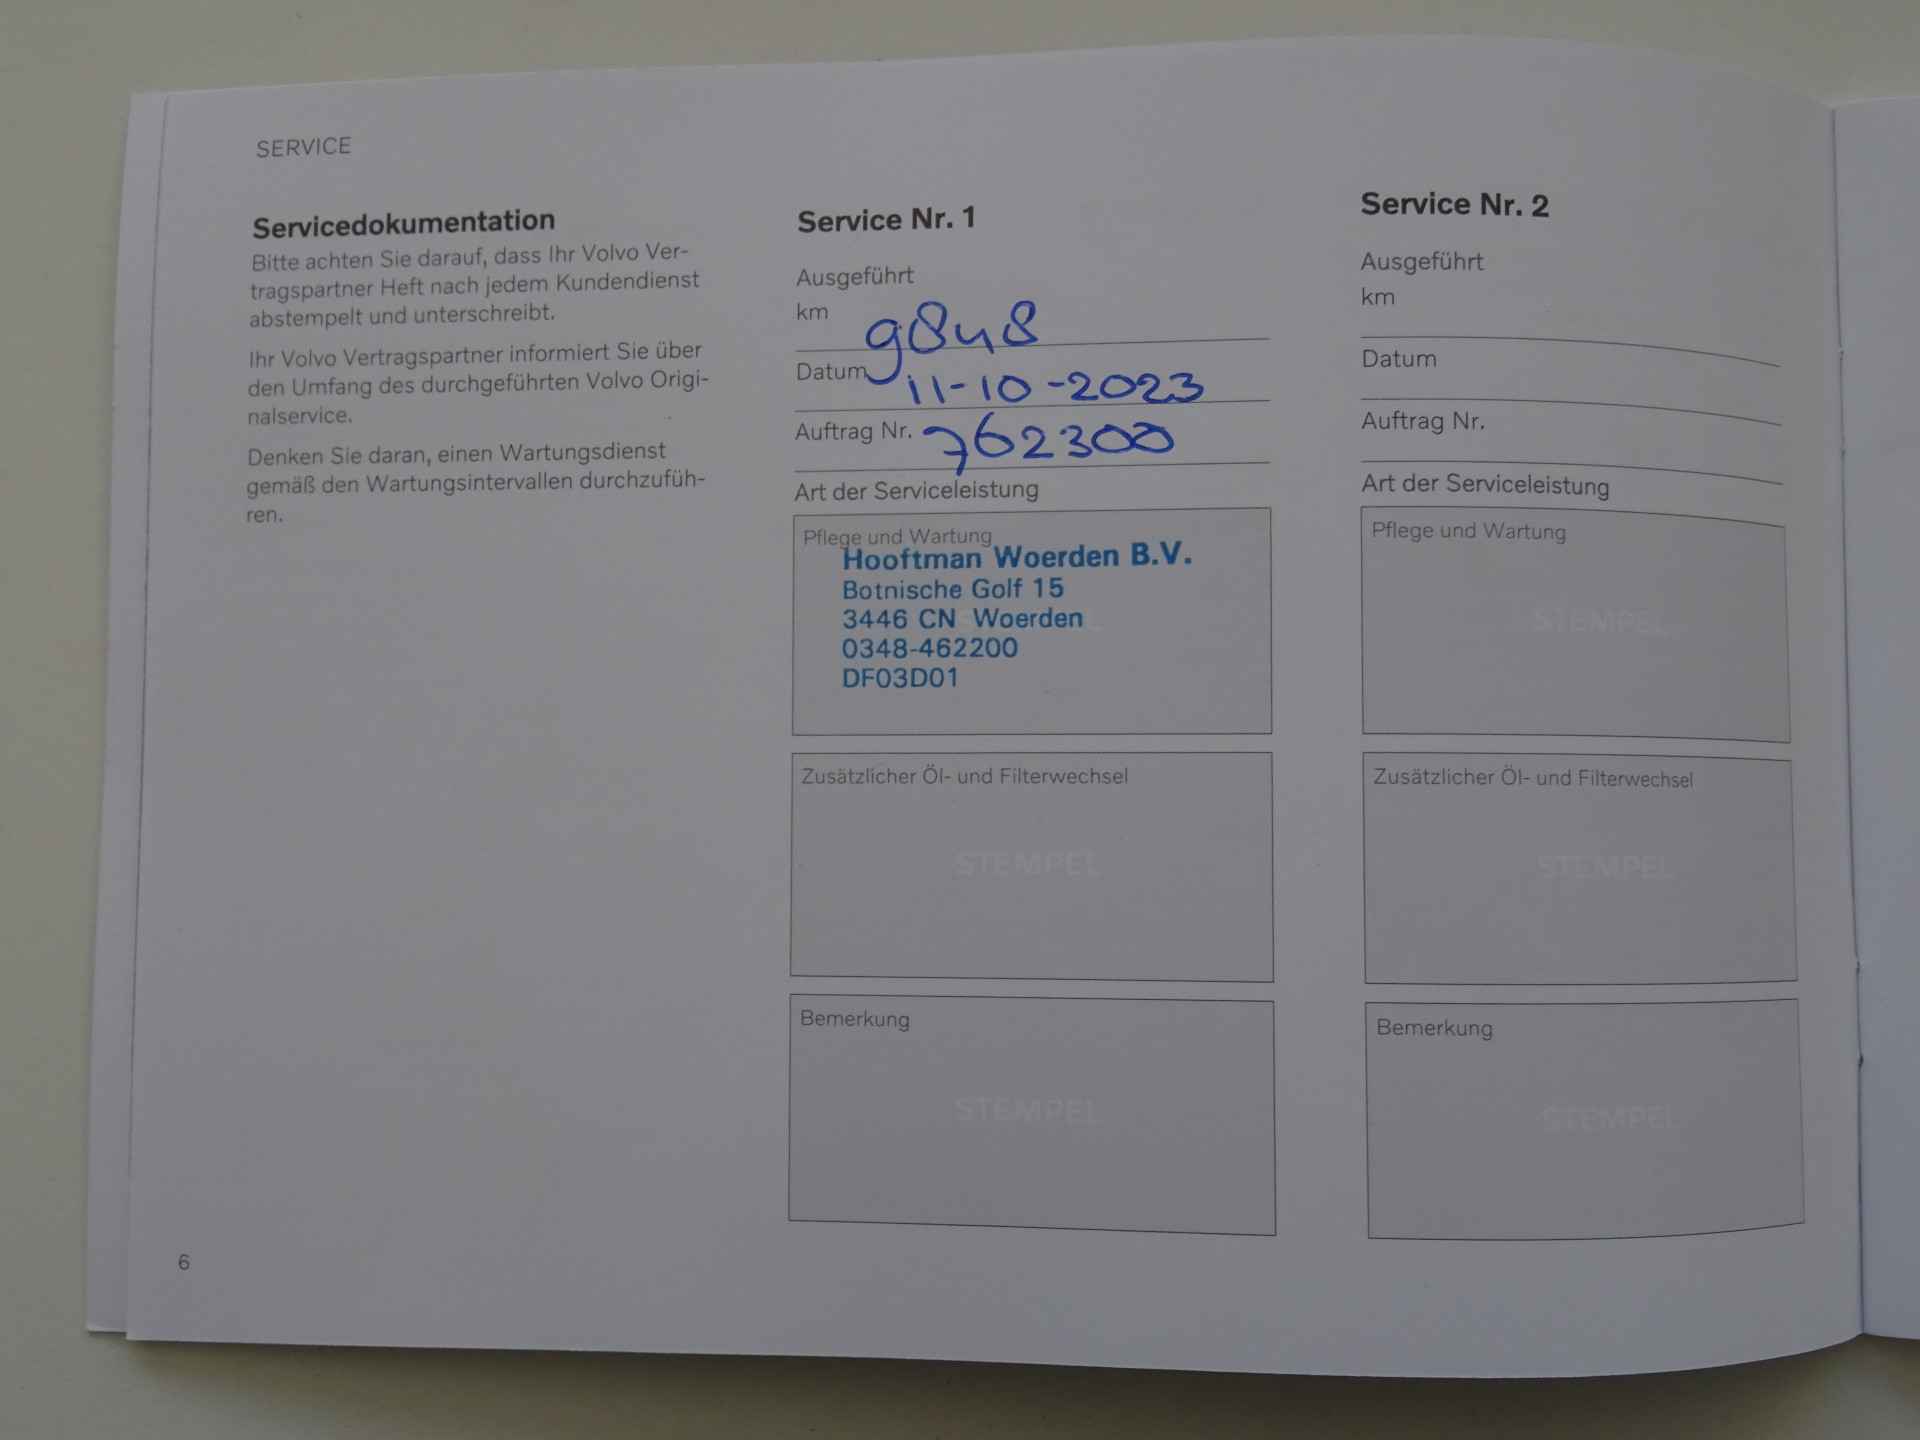 SERVICE
Servicedokumentation
Bitte achten Sie darauf, dass Ihr Volvo Ver-
tragspartner Heft nach jedem Kundendienst
abstempelt und unterschreibt.
Ihr Volvo Vertragspartner informiert Sie über
den Umfang des durchgeführten Volvo Origi-
nalservice.
Denken Sie daran, einen Wartungsdienst
gemäß den Wartungsintervallen durchzufüh-
ren.
Service Nr. 1
Ausgeführt
km 9848
Datum 11-10-2023
Auftrag Nr. 762300
Art der Serviceleistung
Pflege und Wartung
Hooftman Woerden B.V.
Botnische Golf 15
3446 CN Woerden
0348-462200
DF03D01
Zusätzlicher Öl- und Filterwechsel
STEMPEL
Bemerkung
STEMPEL
Service Nr. 2
Ausgeführt
km
Datum
Auftrag Nr.
Art der Serviceleistung
Pflege und Wartung
STEMPEL
Zusätzlicher Öl- und Filterwechsel
STEMPEL
Bemerkung
STEMPEL
6